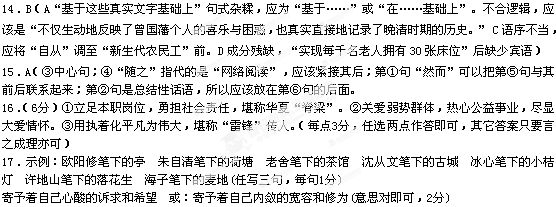 14．B（A“基于这些真实文字基础上”句式杂糅，应为“基于……”或“在……基础上”。不合逻辑，应
该是“不仅生动地反映了曾国藩个人的喜乐与困惑，也真实直接地记录了晚清时期的历史。”C语序不当，
应将“自从”调至“新生代农民工”前。D成分残缺，“实现每千名老人拥有30张床位”后缺少宾语）
15．A（③中心句；④“随之”指代的是“网络阅读”，应该紧接其后；第①句“然而”可以把第⑤句与其
前后联系起来；第②句是总结性话语，所以应该放在第⑥句的后面。
16．（6分）①立足本职岗位，勇担社会责任，堪称华夏“脊梁”。②关爱弱势群体，热心公益事业，尽显
大爱情怀。③用执着化平凡为伟大，堪称“雷锋”传人。（每点3分，任选两点作答即可，其它答案只要言
之成理亦可）
17．示例：欧阳修笔下的亭　朱自清笔下的荷塘　老舍笔下的茶馆　沈从文笔下的古城　冰心笔下的小桔
灯　许地山笔下的落花生　海子笔下的麦地(任写三句，每句1分)
寄予着自己心酸的诉求和希望　或：寄予着自己内敛的宽容和修为(意思对即可，2分)